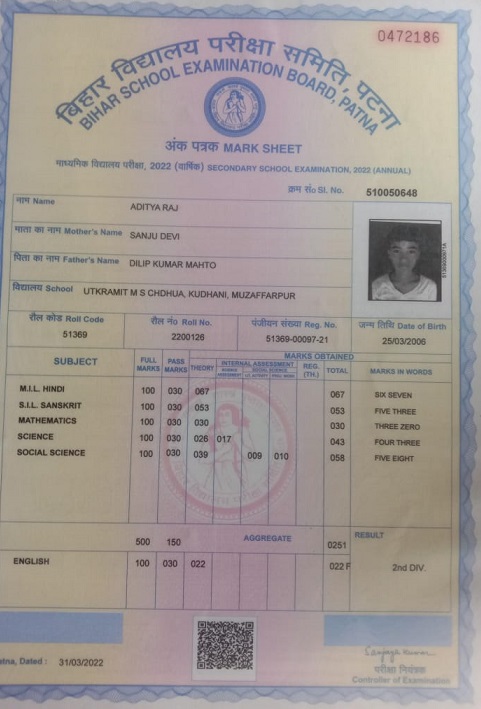 0472186
बिहार विद्यालय परीक्षा समिति, पटना
BIHAR SCHOOL EXAMINATION BOARD, PATNA
अंक पत्रक MARK SHEET
माध्यमिक विद्यालय परीक्षा, 2022 (वार्षिक) SECONDARY SCHOOL EXAMINATION, 2022 (ANNUAL)
क्रम सं० Sl. No. 510050648
नाम Name ADITYA RAJ
माता का नाम Mother's Name SANJU DEVI
पिता का नाम Father's Name DILIP KUMAR MAHTO
विद्यालय School UTKRAMIT M S CHDHUA, KUDHANI, MUZAFFARPUR
रौल कोड Roll Code रौल नं० Roll No. पंजीयन संख्या Reg. No. जन्म तिथि Date of Birth
51369 2200126 51369-00097-21 25/03/2006
SUBJECT FULL MARKS PASS MARKS MARKS OBTAINED
THEORY INTERNAL ASSESSMENT REG. (TH.) TOTAL MARKS IN WORDS
M.I.L. HINDI 100 030 067 067 SIX SEVEN
S.I.L. SANSKRIT 100 030 053 053 FIVE THREE
MATHEMATICS 100 030 030 030 THREE ZERO
SCIENCE 100 030 026 017 043 FOUR THREE
SOCIAL SCIENCE 100 030 039 009 010 058 FIVE EIGHT
500 150 AGGREGATE 0251 RESULT
ENGLISH 100 030 022 022 F 2nd DIV.
tna, Dated : 31/03/2022
परीक्षा नियंत्रक
Controller of Examination